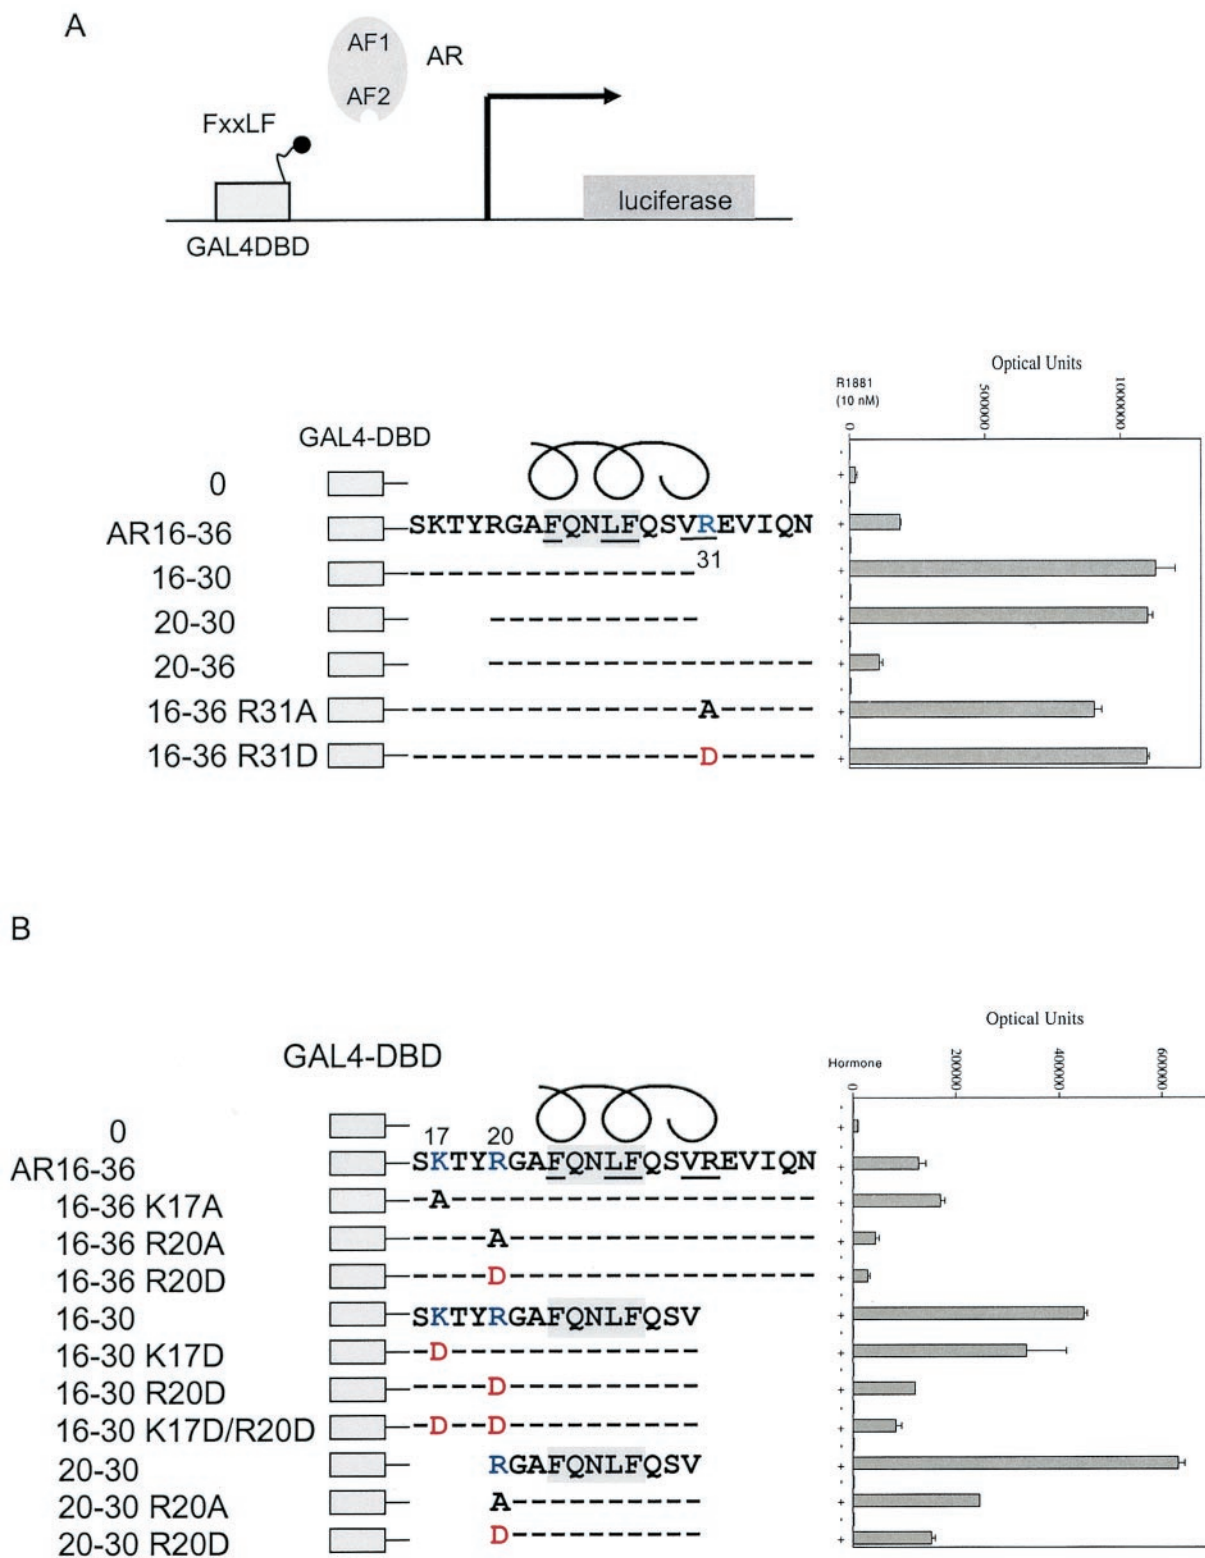 A
AF1
AR
AF2
FxxLF
luciferase
GAL4DBD
Optical Units
R1881
(10 nM)
0
500000
1000000
GAL4-DBD
0
AR16-36
SKTYRGAFQNLFQSVREVIQN
31
16-30
20-30
20-36
16-36 R31A
A
16-36 R31D
D
B
Optical Units
GAL4-DBD
Hormone
0
200000
400000
600000
0
17 20
AR16-36
SKTYRGAFQNLFQSVREVIQN
16-36 K17A
A
16-36 R20A
A
16-36 R20D
D
16-30
SKTYRGAFQNLFQSV
16-30 K17D
D
16-30 R20D
D
16-30 K17D/R20D
D D
20-30
RGAFQNLFQSV
20-30 R20A
A
20-30 R20D
D